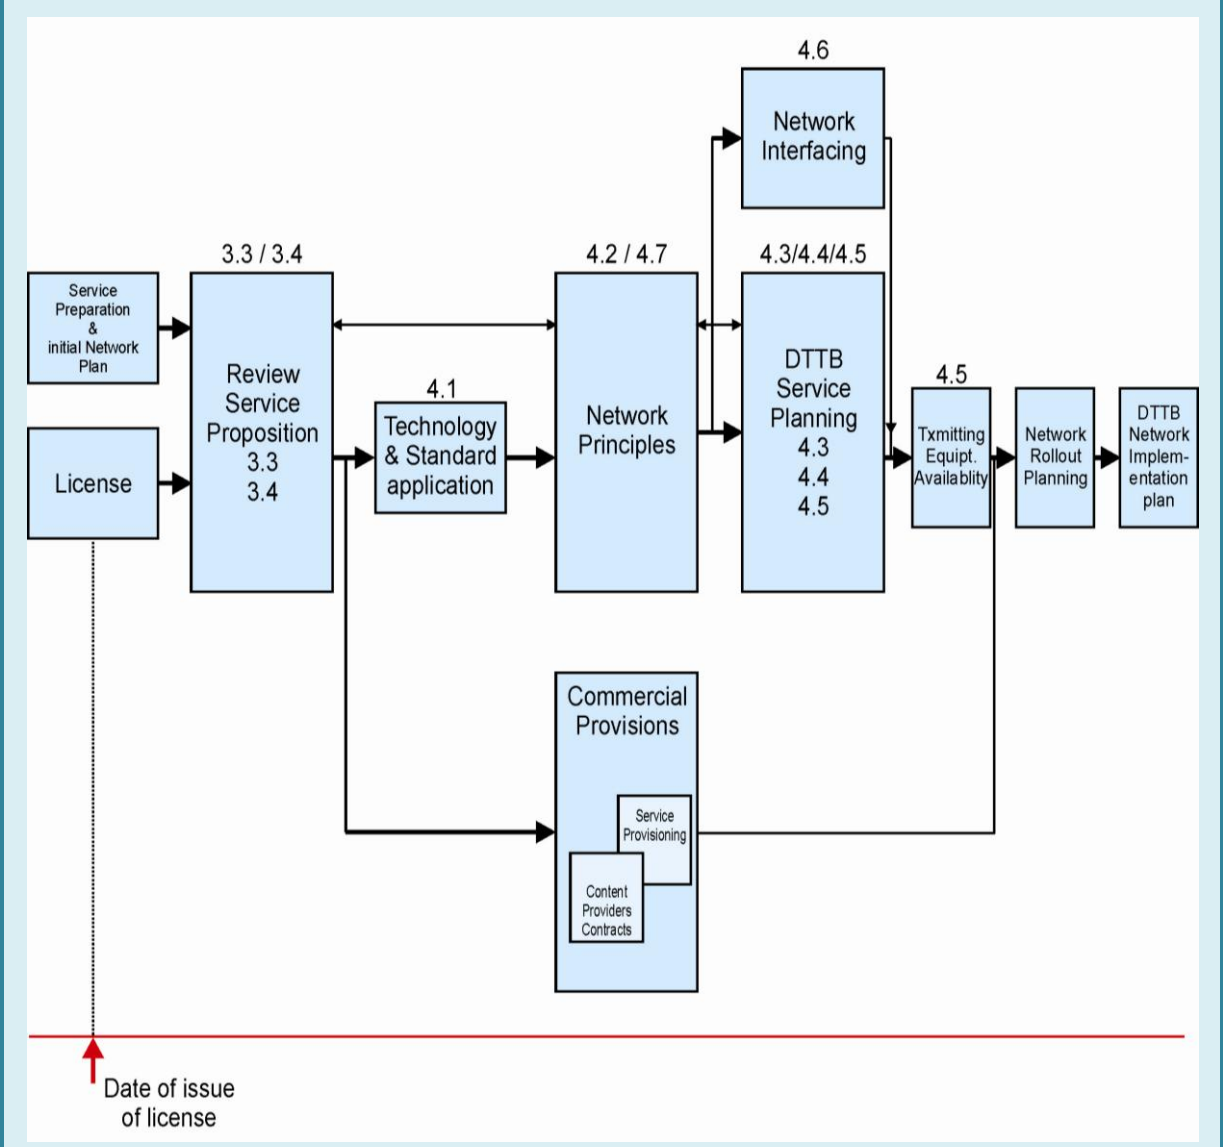 4.6
Network
Interfacing
3.3 / 3.4
4.2 / 4.7
4.3/4.4/4.5
Service
Preparation
&
initial Network
Plan
License
Review
Service
Proposition
3.3
3.4
4.1
Technology
& Standard
application
Network
Principles
DTTB
Service
Planning
4.3
4.4
4.5
4.5
Txmitting
Equipt.
Availablity
Network
Rollout
Planning
DTTB
Network
Implem-
entation
plan
Commercial
Provisions
Service
Provisioning
Content
Providers
Contracts
Date of issue
of license